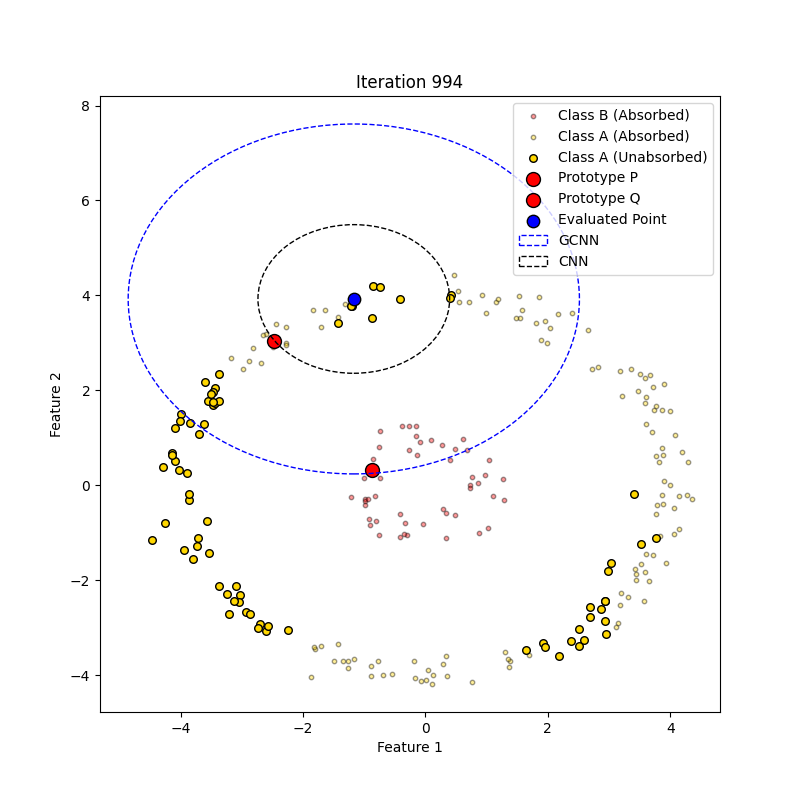 Iteration 994
Class B (Absorbed)
Class A (Absorbed)
Class A (Unabsorbed)
Prototype P
Prototype Q
Evaluated Point
GCNN
CNN
8
6
4
2
0
−2
−4
Feature 2
−4
−2
0
2
4
Feature 1